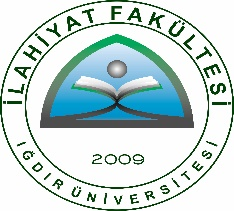 İLAHİYAT FAKÜLTESİ
2009
IĞDIR ÜNİVERSİTESİ